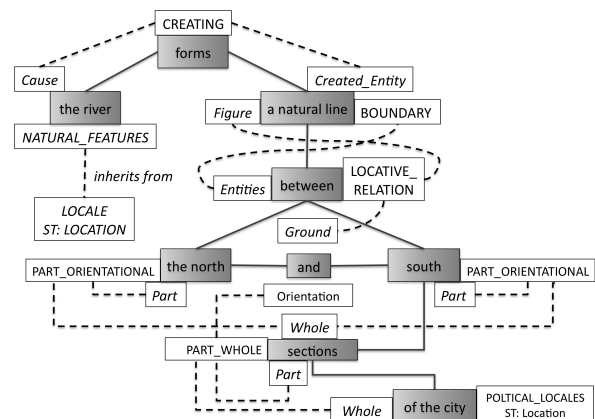 CREATING
forms
Cause
Created_Entity
the river
Figure
a natural line
BOUNDARY
NATURAL_FEATURES
inherits from
Entities
between
LOCATIVE_
RELATION
LOCALE
ST: LOCATION
Ground
PART_ORIENTATIONAL
the north
and
south
PART_ORIENTATIONAL
Part
Orientation
Part
Whole
PART_WHOLE
sections
Part
Whole
of the city
POLTICAL_LOCALES
ST: Location